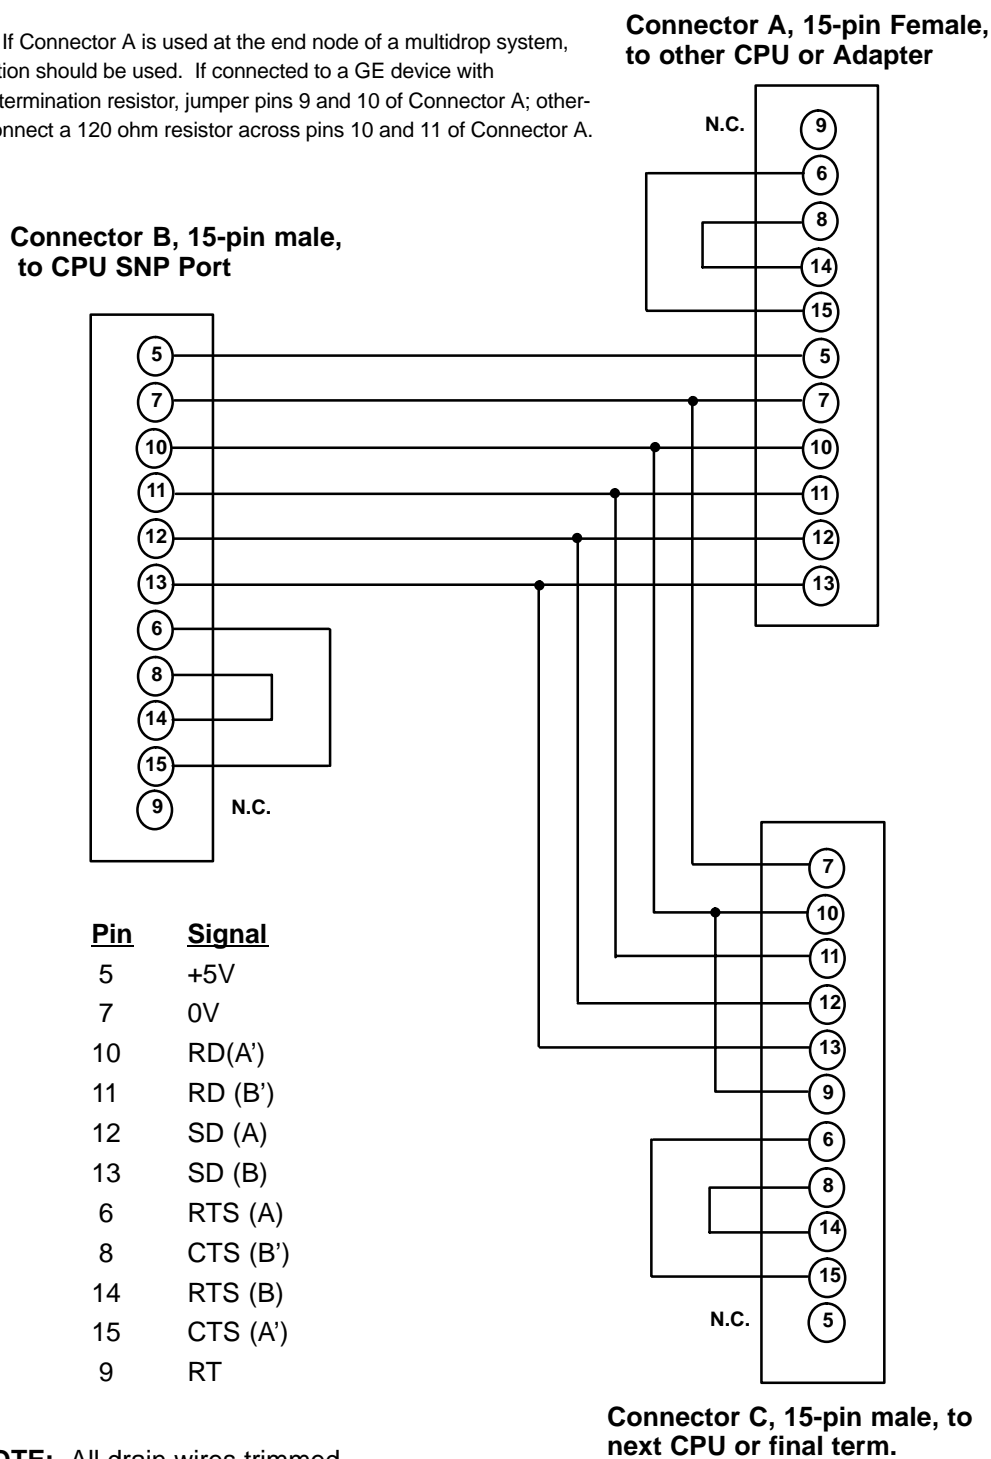 If Connector A is used at the end node of a multidrop system,
should be used. If connected to a GE device with
termination resistor, jumper pins 9 and 10 of Connector A; other-
a 120 ohm resistor across pins 10 and 11 of Connector A.
Connector A, 15-pin Female,
to other CPU or Adapter
N.C.
9
6
8
14
15
5
7
10
11
12
13
Connector B, 15-pin male,
to CPU SNP Port
5
7
10
11
12
13
6
8
14
15
9
N.C.
7
10
11
12
13
9
6
8
14
15
N.C.
5
Connector C, 15-pin male, to
next CPU or final term.
Pin Signal
5 +5V
7 0V
10 RD(A’)
11 RD (B’)
12 SD (A)
13 SD (B)
6 RTS (A)
8 CTS (B’)
14 RTS (B)
15 CTS (A’)
9 RT
All drain wires trimmed